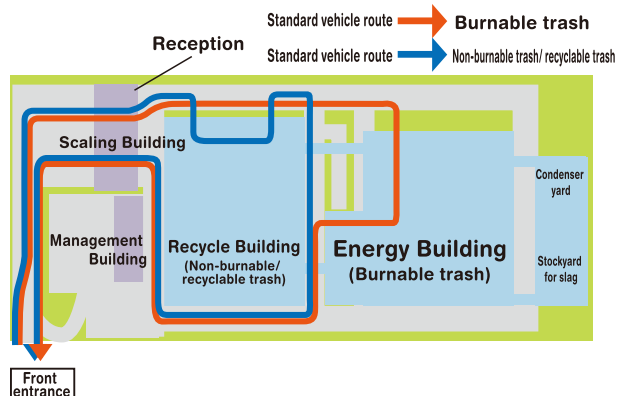 Standard vehicle route Burnable trash
Standard vehicle route Non-burnable trash/ recyclable trash
Reception
Scaling Building
Management
Building
Recycle Building
(Non-burnable/
recyclable trash)
Energy Building
(Burnable trash)
Condenser
yard
Stockyard
for slag
Front
entrance